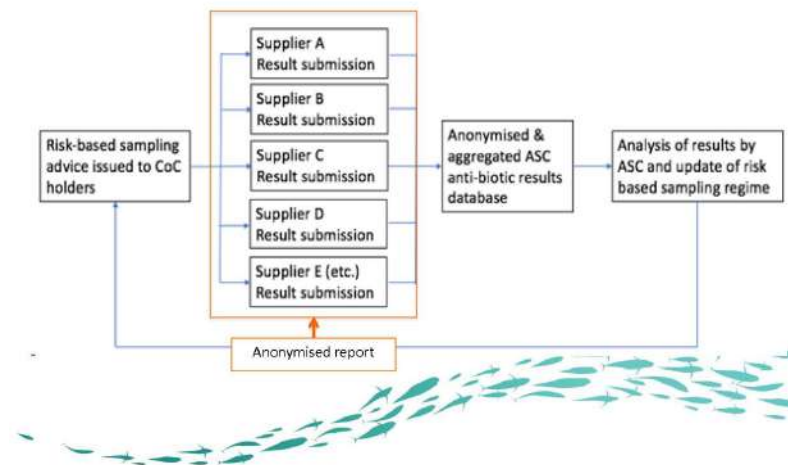 Supplier A
Result submission
Supplier B
Result submission
Risk-based sampling
advice issued to CoC
holders
Supplier C
Result submission
Anonymised &
aggregated ASC
anti-biotic results
database
Analysis of results by
ASC and update of risk
based sampling regime
Supplier D
Result submission
Supplier E (etc.)
Result submission
Anonymised report